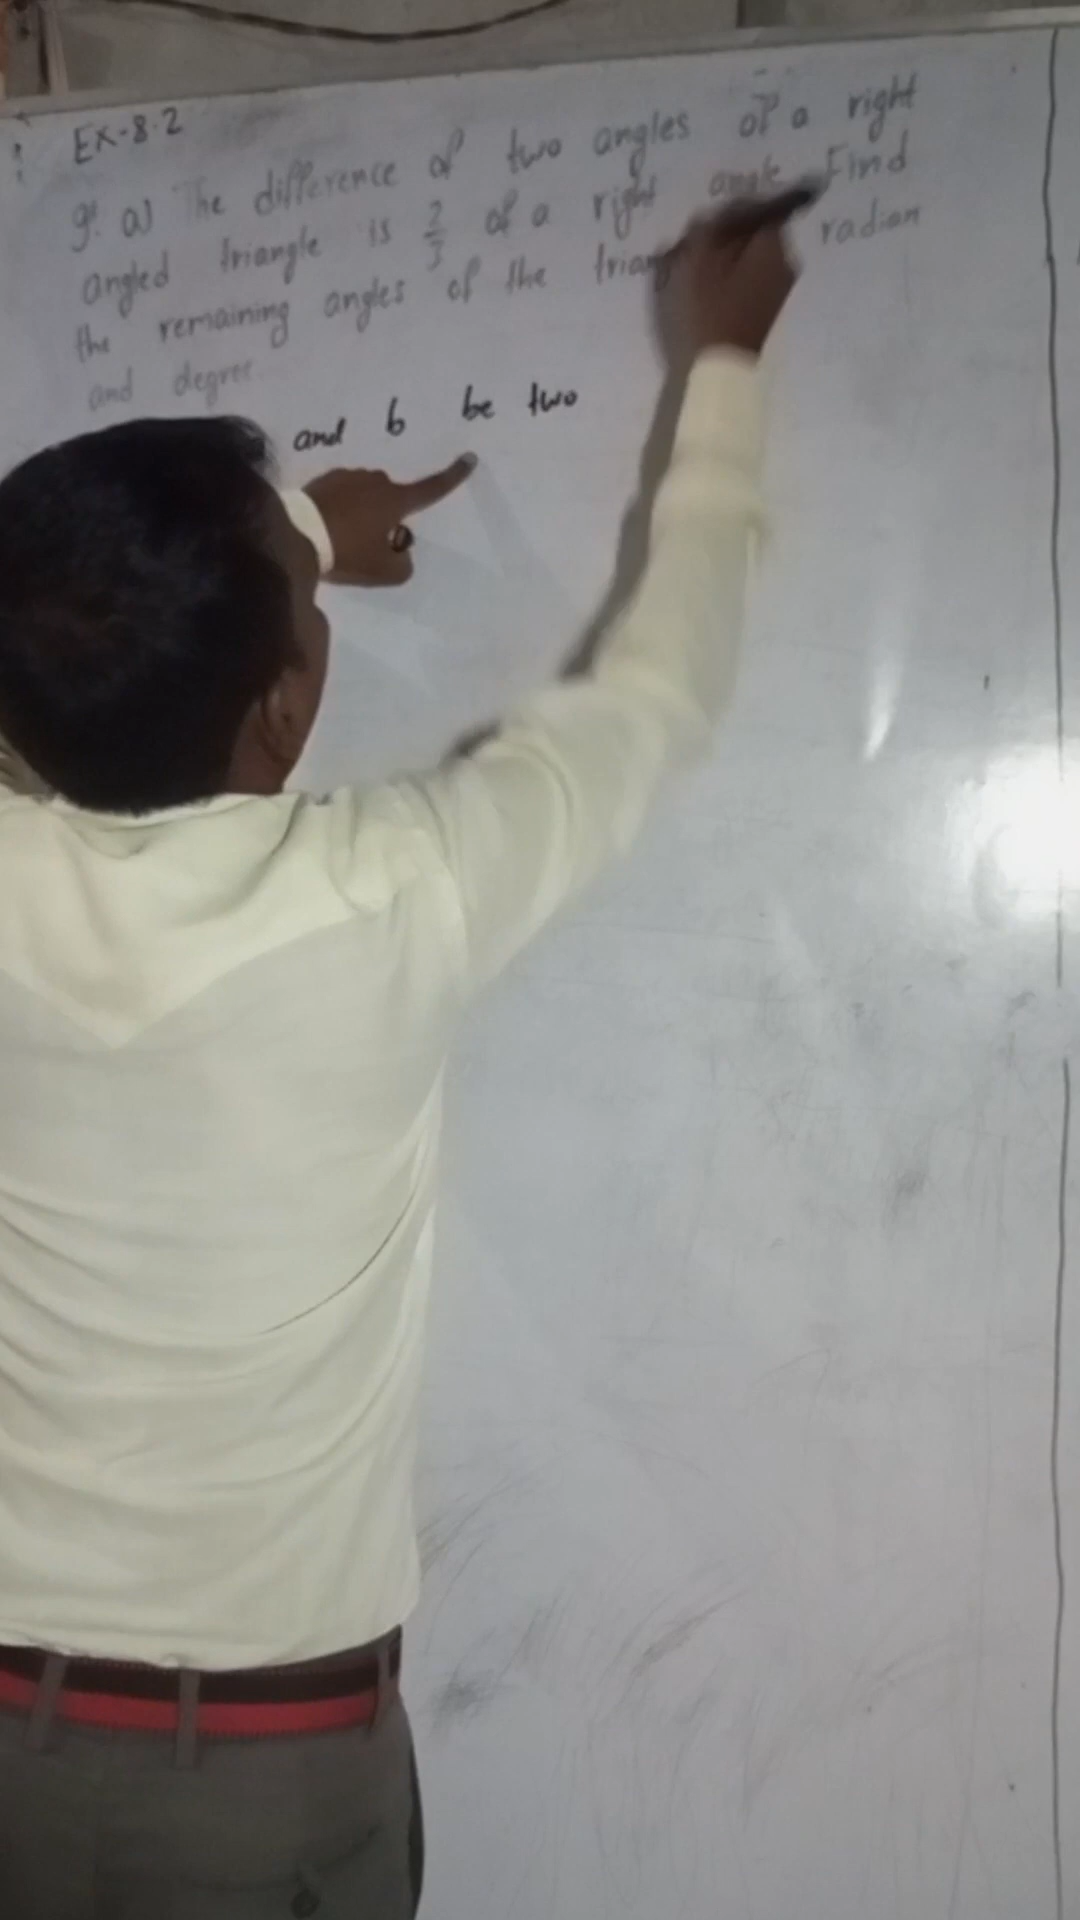 Ex-8.2
9. a) The difference of two angles of a right
angled triangle is 2/3 of a right angle. Find
the remaining angles of the radian
and degree.
and b be two